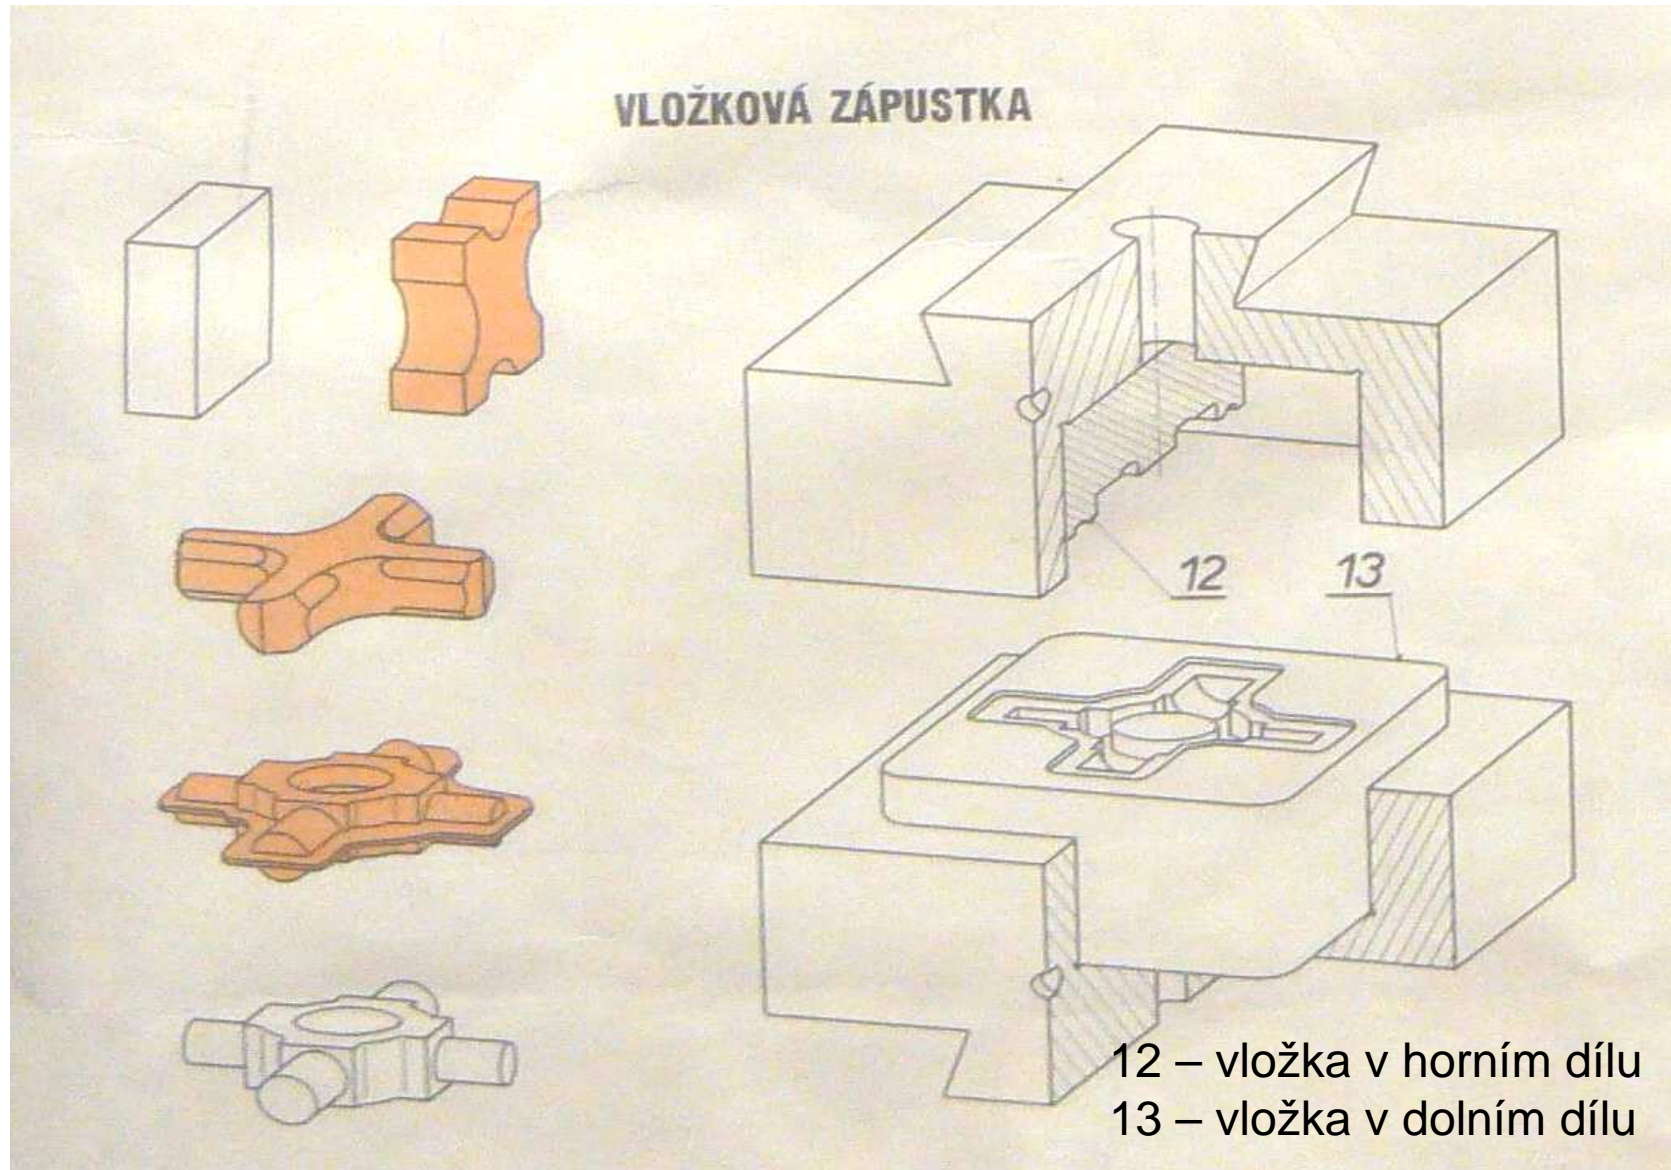 VLOŽKOVÁ ZÁPUSTKA
12
13
12 – vložka v horním dílu
13 – vložka v dolním dílu